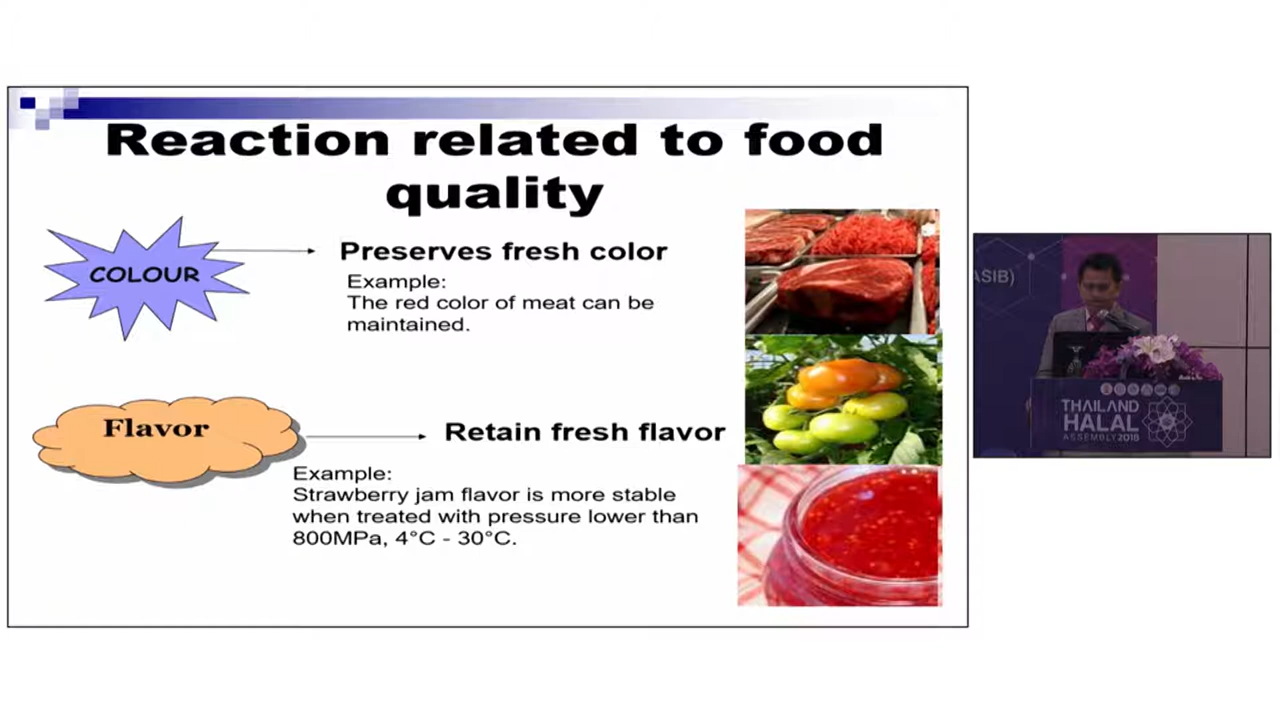 Reaction related to food
quality
COLOUR
Preserves fresh color
Example:
The red color of meat can be
maintained.
Flavor
Retain fresh flavor
Example:
Strawberry jam flavor is more stable
when treated with pressure lower than
800MPa, 4°C - 30°C.
ASIB)
THAILAND
HALAL
ASSEMBLY2018